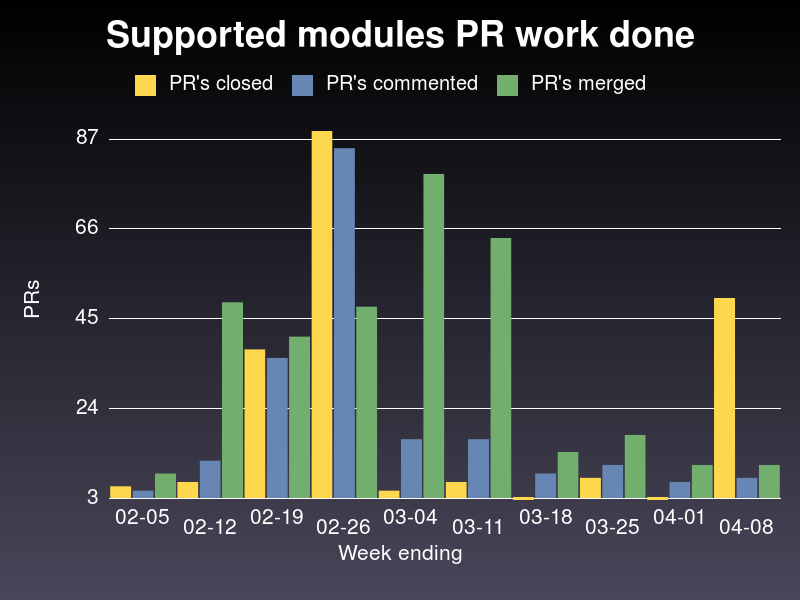 Supported modules PR work done
PR's closed PR's commented PR's merged
87
66
45
24
3
PRs
02-05 02-12 02-19 02-26 03-04 03-11 03-18 03-25 04-01 04-08
Week ending